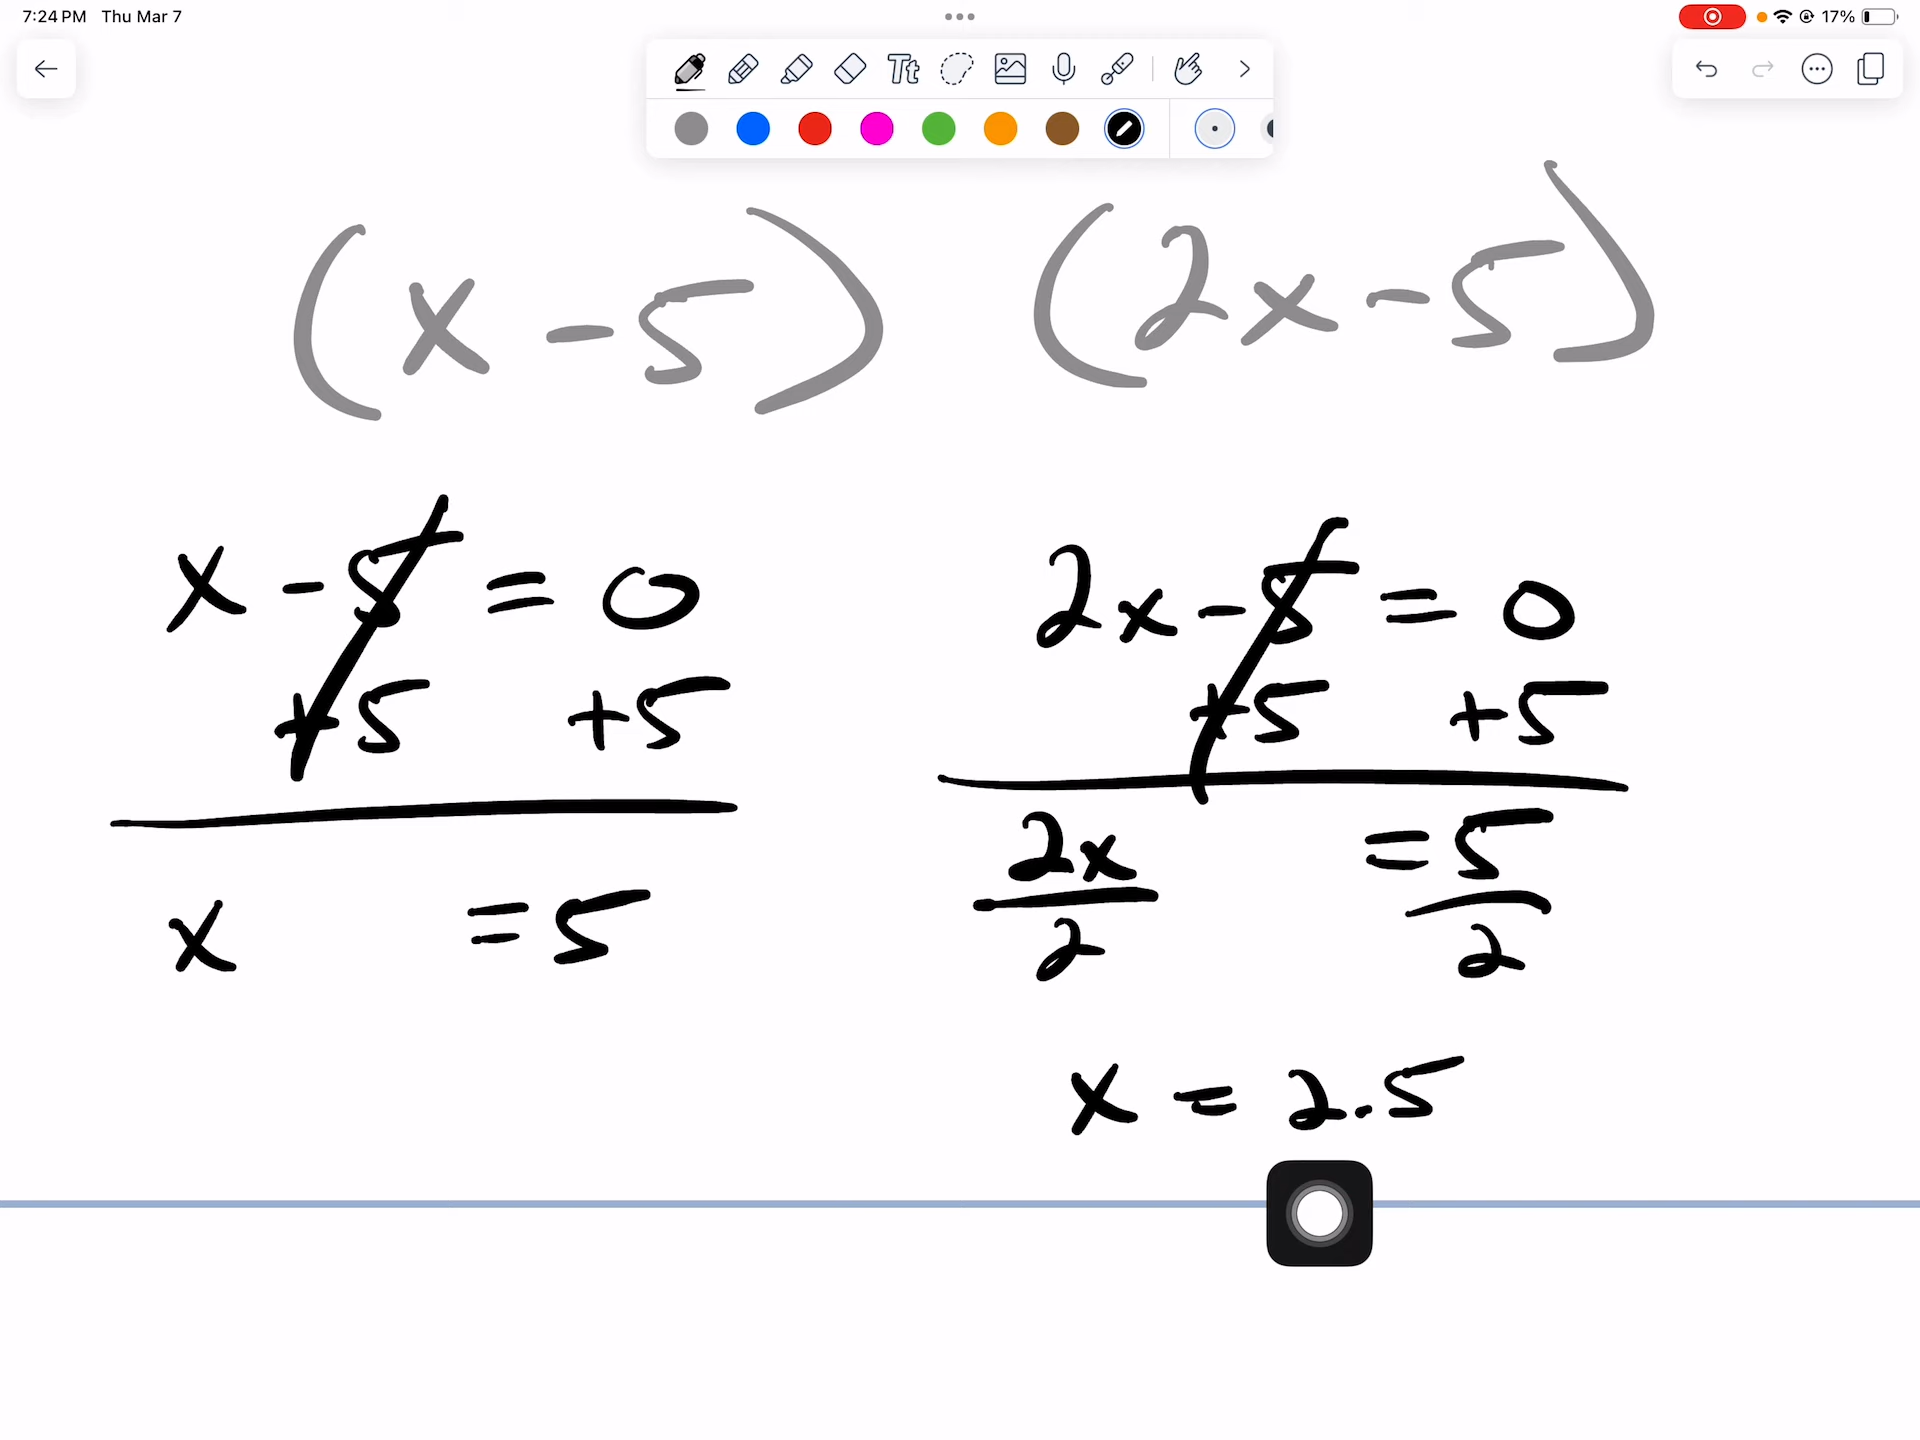 7:24 PM Thu Mar 7 17%
Tt
(x - 5) (2x - 5)
x - 5 = 0 2x - 5 = 0
+5 +5 +5 +5
x = 5 2x/2 = 5/2
x = 2.5